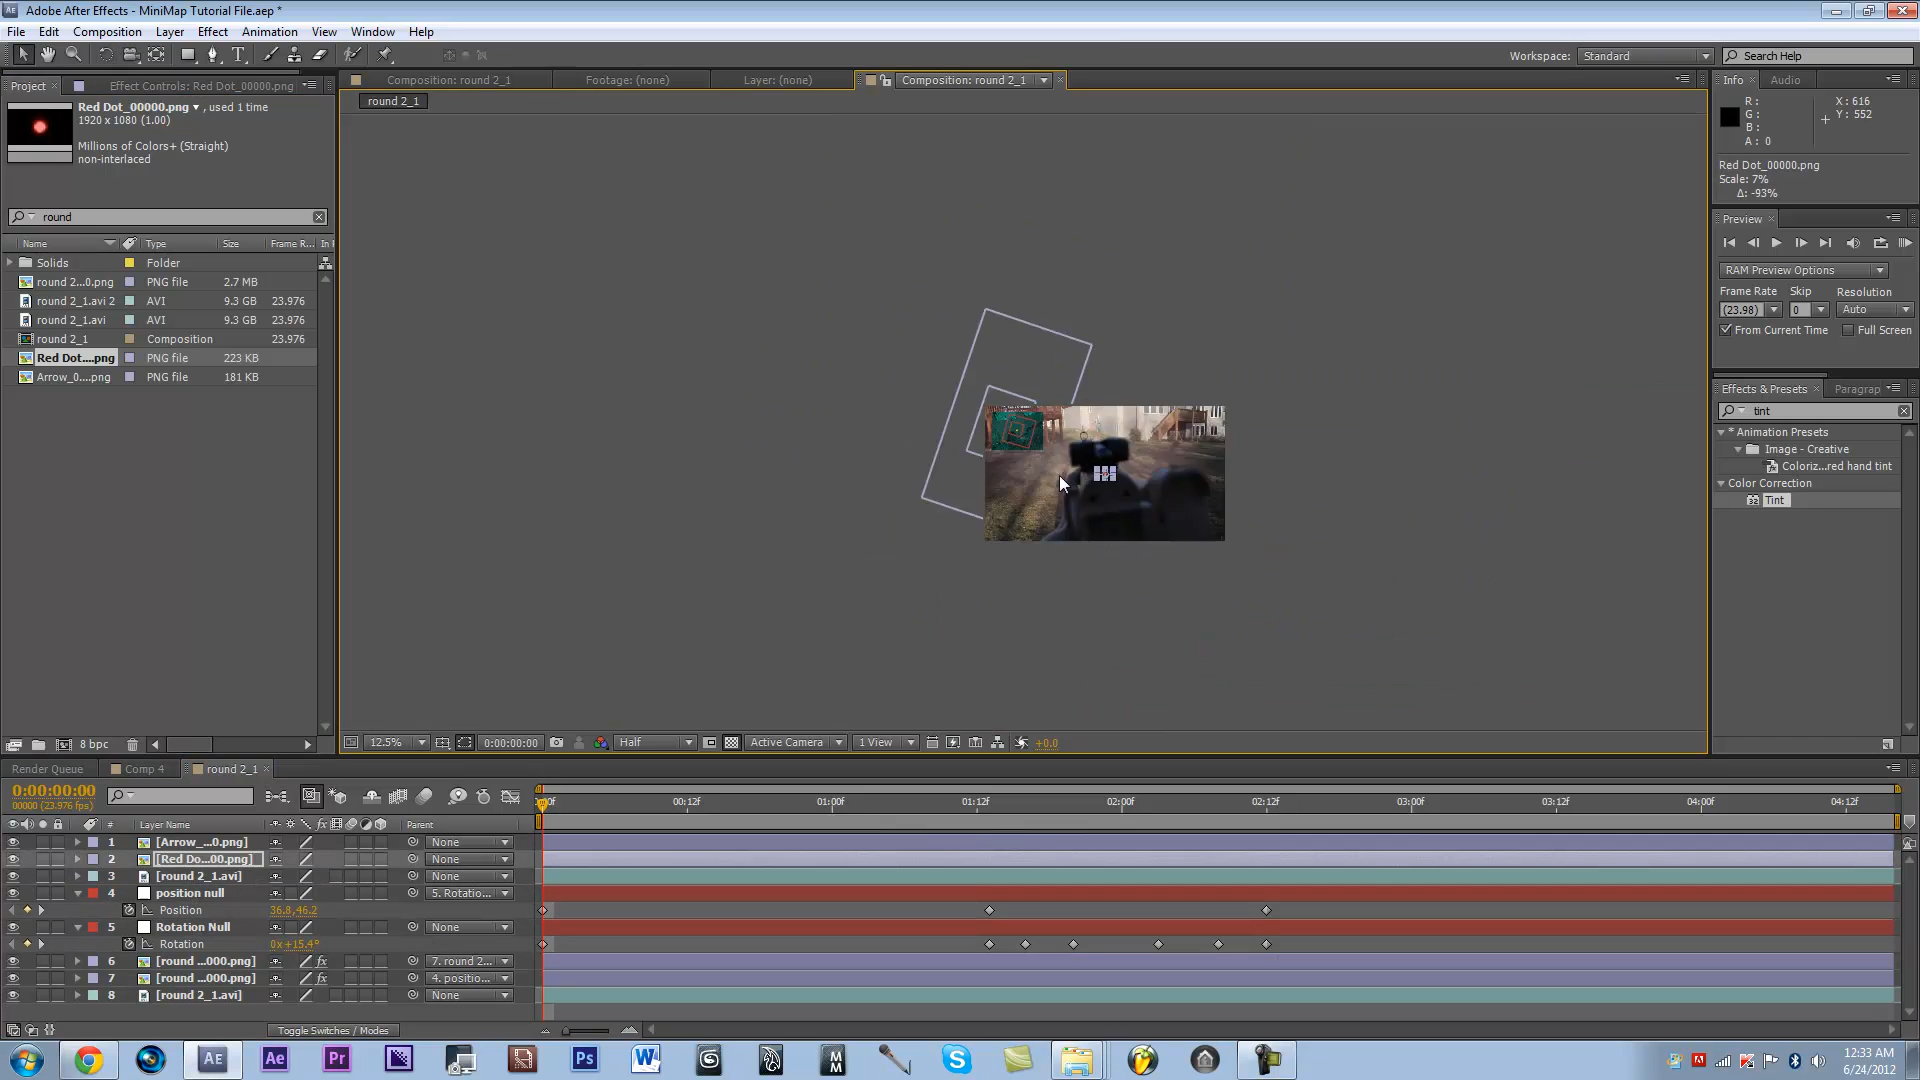 Adobe After Effects - MiniMap Tutorial File.aep *
File Edit Composition Layer Effect Animation View Window Help
Workspace: Standard Search Help
Project Effect Controls: Red Dot_00000.png
Composition: round 2_1 Footage: (none) Layer: (none) Composition: round 2_1
Info Audio
round 2_1
Red Dot_00000.png , used 1 time
1920 x 1080 (1.00)
Millions of Colors+ (Straight)
non-interlaced
R :
G :
B :
A : 0
X : 616
Y : 552
Red Dot_00000.png
Scale: 7%
Δ: -93%
round
Name Type Size Frame R... In
Solids Folder
round 2...0.png PNG file 2.7 MB
round 2_1.avi 2 AVI 9.3 GB 23.976
round 2_1.avi AVI 9.3 GB 23.976
round 2_1 Composition 23.976
Red Dot....png PNG file 223 KB
Arrow_0....png PNG file 181 KB
8 bpc
Preview
RAM Preview Options
Frame Rate Skip Resolution
(23.98) 0 Auto
From Current Time Full Screen
Effects & Presets Paragrap
tint
* Animation Presets
Image - Creative
Coloriz...red hand tint
Color Correction
Tint
12.5% 0:00:00:00 Half Active Camera 1 View +0.0
Render Queue Comp 4 round 2_1
0:00:00:00
00000 (23.976 fps)
00:12f 01:00f 01:12f 02:00f 02:12f 03:00f 03:12f 04:00f 04:12f
# Layer Name fx Parent
1 [Arrow_...0.png] None
2 [Red Do...00.png] None
3 [round 2_1.avi] None
4 position null 5. Rotatio...
Position 36.8,46.2
5 Rotation Null None
Rotation 0x+15.4°
6 [round ...000.png] fx 7. round 2...
7 [round ...000.png] fx 4. positio...
8 [round 2_1.avi] None
Toggle Switches / Modes
AE Ae Pr Ps W M M S
12:33 AM
6/24/2012